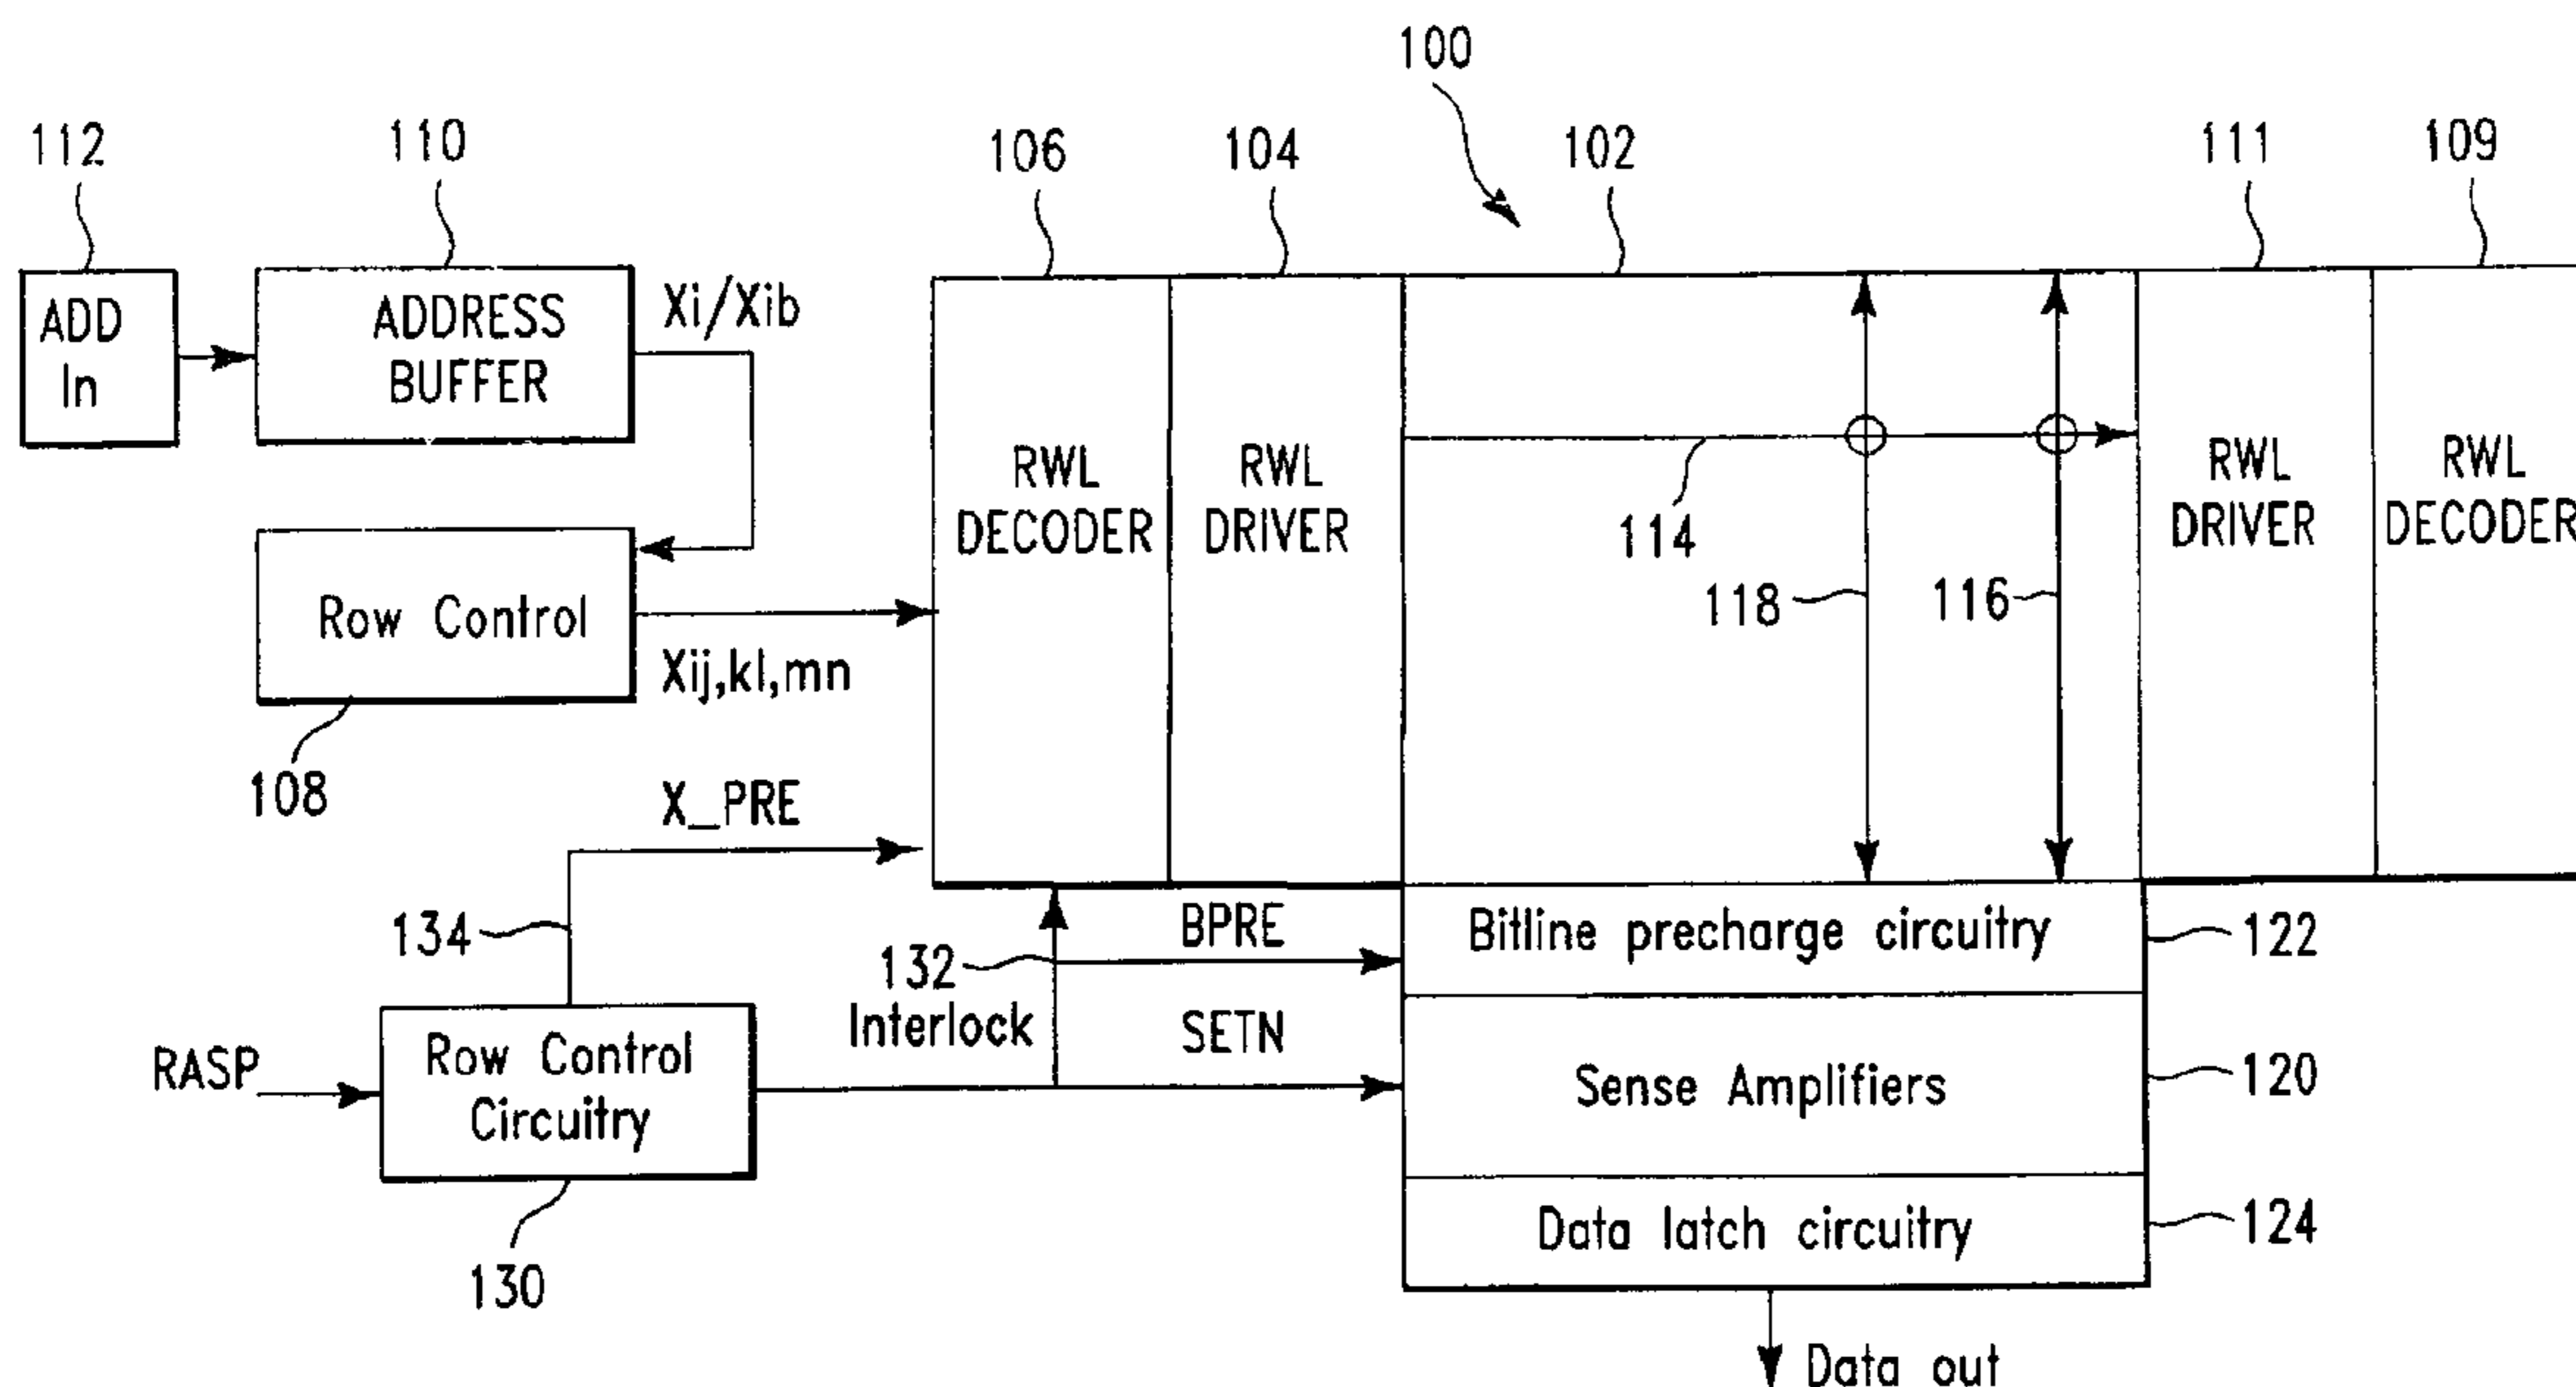 100
112
110
106
104
102
111
109
ADD
In
ADDRESS
BUFFER
Xi/Xib
RWL
DECODER
RWL
DRIVER
114
118
116
RWL
DRIVER
RWL
DECODER
Row Control
Xij,kl,mn
108
X_PRE
134
132
Interlock
BPRE
SETN
RASP
Row Control
Circuitry
130
Bitline precharge circuitry
122
Sense Amplifiers
120
Data latch circuitry
124
Data out